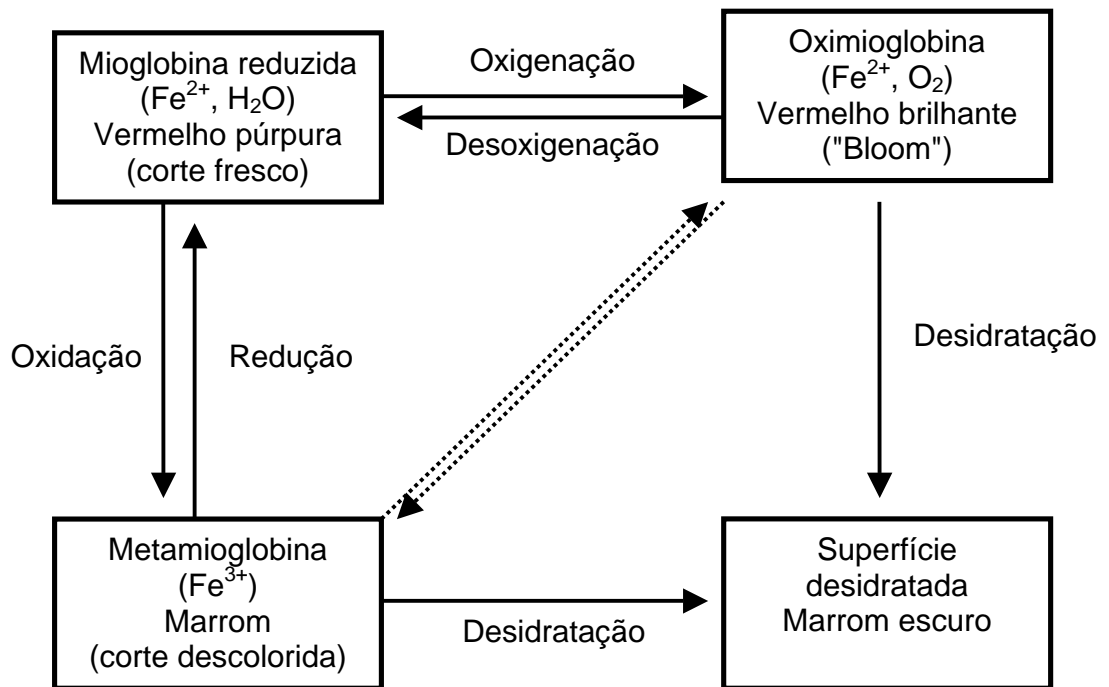 Mioglobina reduzida
(Fe2+, H2O)
Vermelho púrpura
(corte fresco)
Oxigenação
Desoxigenação
Oximioglobina
(Fe2+, O2)
Vermelho brilhante
("Bloom")
Oxidação
Redução
Desidratação
Metamioglobina
(Fe3+)
Marrom
(corte descolorida)
Desidratação
Superfície
desidratada
Marrom escuro